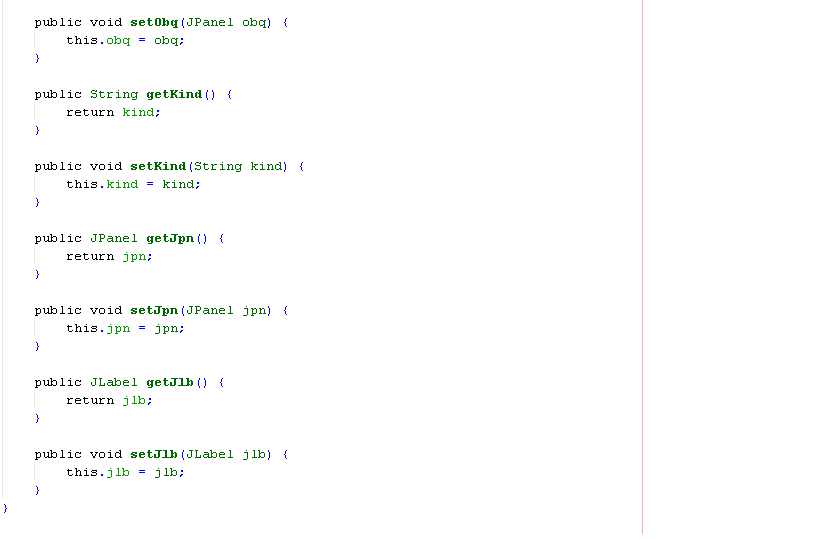 public void setObq(JPanel obq) {
this.obq = obq;
}
public String getKind() {
return kind;
}
public void setKind(String kind) {
this.kind = kind;
}
public JPanel getJpn() {
return jpn;
}
public void setJpn(JPanel jpn) {
this.jpn = jpn;
}
public JLabel getJlb() {
return jlb;
}
public void setJlb(JLabel jlb) {
this.jlb = jlb;
}
}